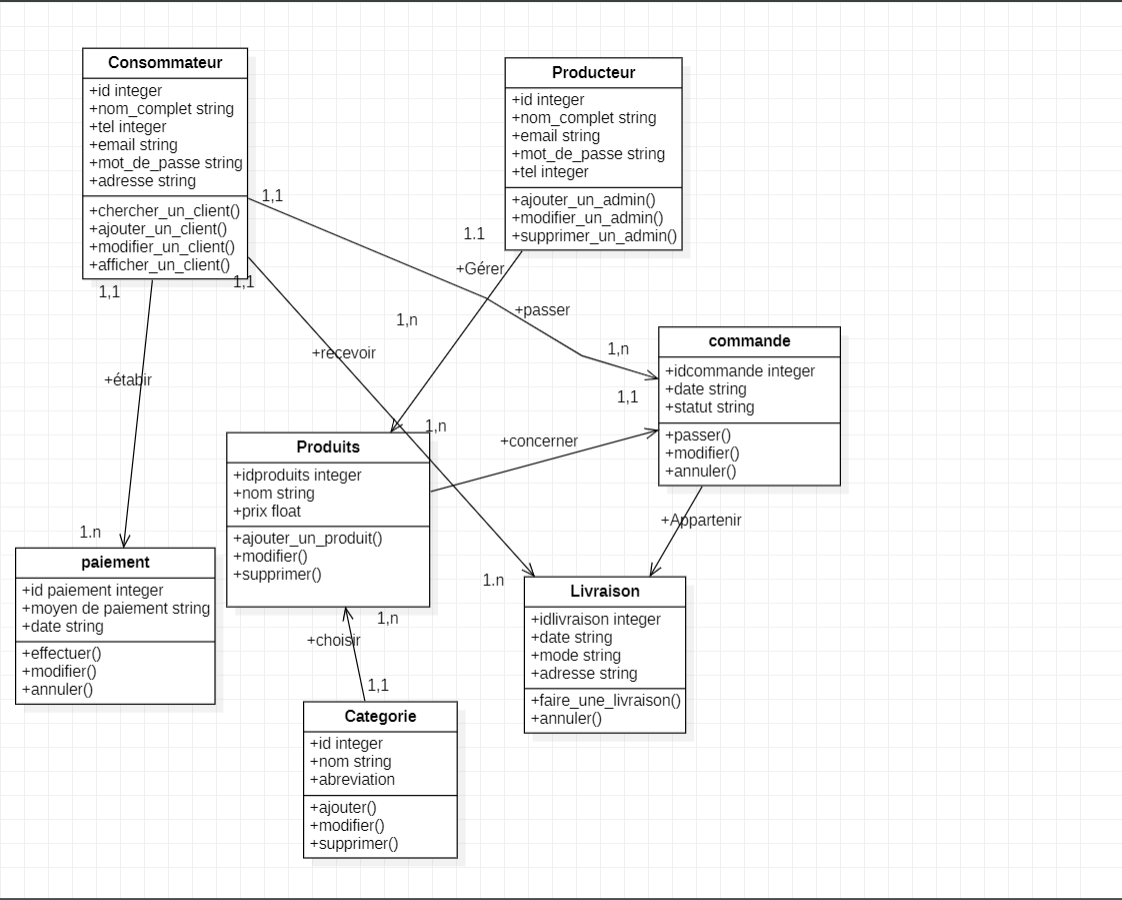 Consommateur
+id integer
+nom_complet string
+tel integer
+email string
+mot_de_passe string
+adresse string
+chercher_un_client()
+ajouter_un_client()
+modifier_un_client()
+afficher_un_client()
Producteur
+id integer
+nom_complet string
+email string
+mot_de_passe string
+tel integer
+ajouter_un_admin()
+modifier_un_admin()
+supprimer_un_admin()
1,1
1.1
+Gérer
1,1
1,1
+passer
1,n
+recevoir
1,n
+étabir
1,1
commande
+idcommande integer
+date string
+statut string
+passer()
+modifier()
+annuler()
1,n
+concerner
Produits
+idproduits integer
+nom string
+prix float
+ajouter_un_produit()
+modifier()
+supprimer()
+Appartenir
1.n
paiement
+id paiement integer
+moyen de paiement string
+date string
+effectuer()
+modifier()
+annuler()
1.n
Livraison
+idlivraison integer
+date string
+mode string
+adresse string
+faire_une_livraison()
+annuler()
1,n
+choisir
1,1
Categorie
+id integer
+nom string
+abreviation
+ajouter()
+modifier()
+supprimer()